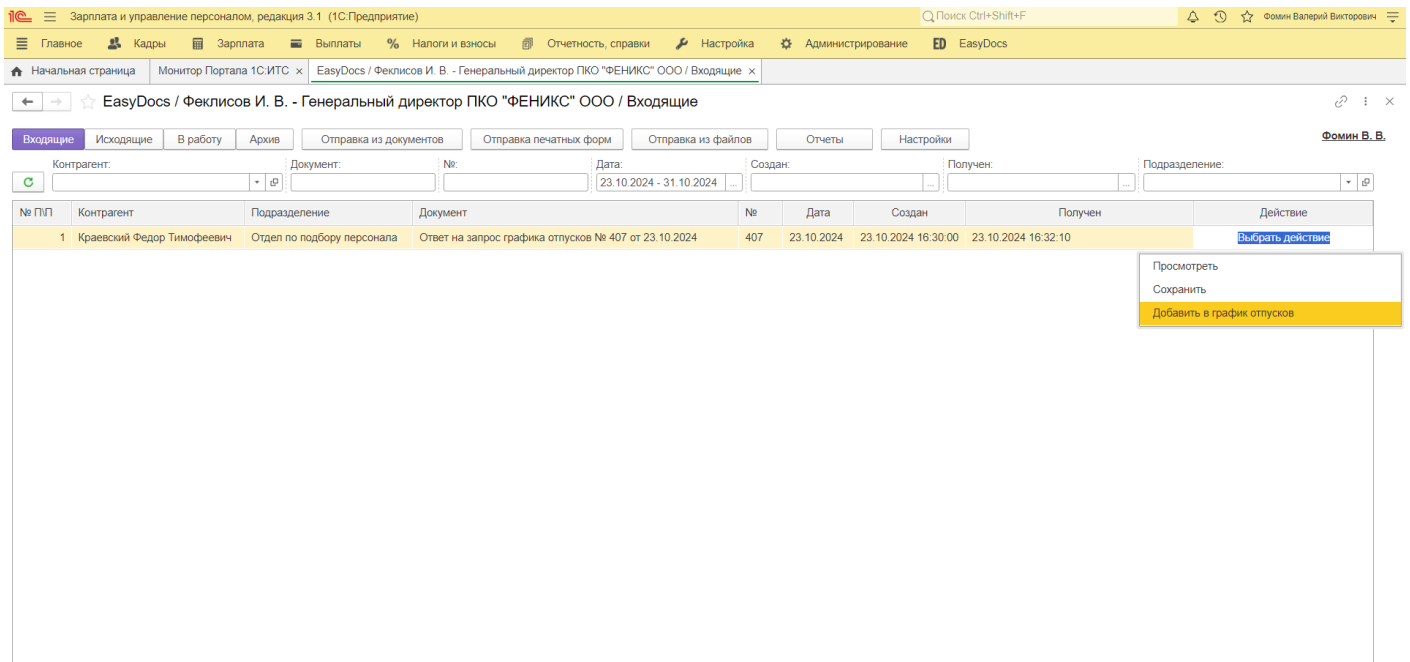 1С Зарплата и управление персоналом, редакция 3.1 (1С:Предприятие) Поиск Ctrl+Shift+F Фомин Валерий Викторович
Главное Кадры Зарплата Выплаты % Налоги и взносы Отчетность, справки Настройка Администрирование ED EasyDocs
Начальная страница Монитор Портала 1С:ИТС × EasyDocs / Феклисов И. В. - Генеральный директор ПКО "ФЕНИКС" ООО / Входящие ×
EasyDocs / Феклисов И. В. - Генеральный директор ПКО "ФЕНИКС" ООО / Входящие
Входящие Исходящие В работу Архив Отправка из документов Отправка печатных форм Отправка из файлов Отчеты Настройки Фомин В. В.
Контрагент: Документ: №: Дата: Создан: Получен: Подразделение:
23.10.2024 - 31.10.2024 ... ... ...
№ П\П Контрагент Подразделение Документ № Дата Создан Получен Действие
1 Краевский Федор Тимофеевич Отдел по подбору персонала Ответ на запрос графика отпусков № 407 от 23.10.2024 407 23.10.2024 23.10.2024 16:30:00 23.10.2024 16:32:10 Выбрать действие
Просмотреть
Сохранить
Добавить в график отпусков